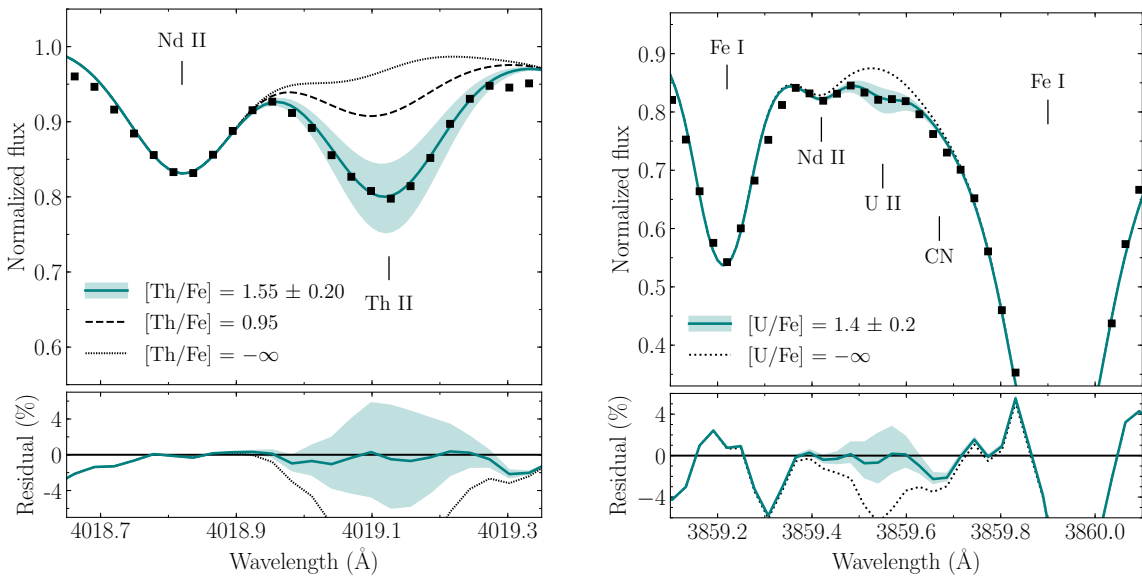 Nd II
Th II
[Th/Fe] = 1.55 ± 0.20
[Th/Fe] = 0.95
[Th/Fe] = −∞
Normalized flux
1.0
0.9
0.8
0.7
0.6
Residual (%)
4
0
−4
4018.7
4018.9
4019.1
4019.3
Wavelength (Å)
Fe I
Fe I
Nd II
U II
CN
[U/Fe] = 1.4 ± 0.2
[U/Fe] = −∞
Normalized flux
0.9
0.8
0.7
0.6
0.5
0.4
Residual (%)
4
0
−4
3859.2
3859.4
3859.6
3859.8
3860.0
Wavelength (Å)